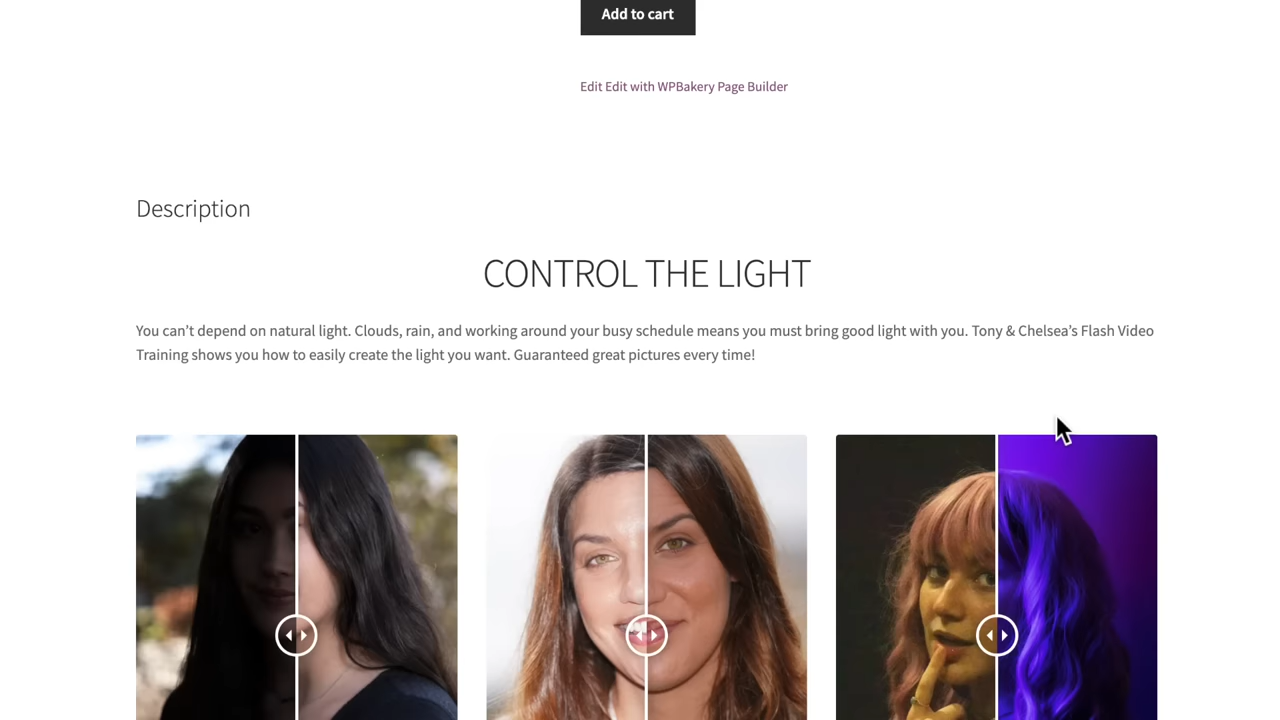 Add to cart
Edit Edit with WPBakery Page Builder
Description
CONTROL THE LIGHT
You can’t depend on natural light. Clouds, rain, and working around your busy schedule means you must bring good light with you. Tony & Chelsea’s Flash Video
Training shows you how to easily create the light you want. Guaranteed great pictures every time!